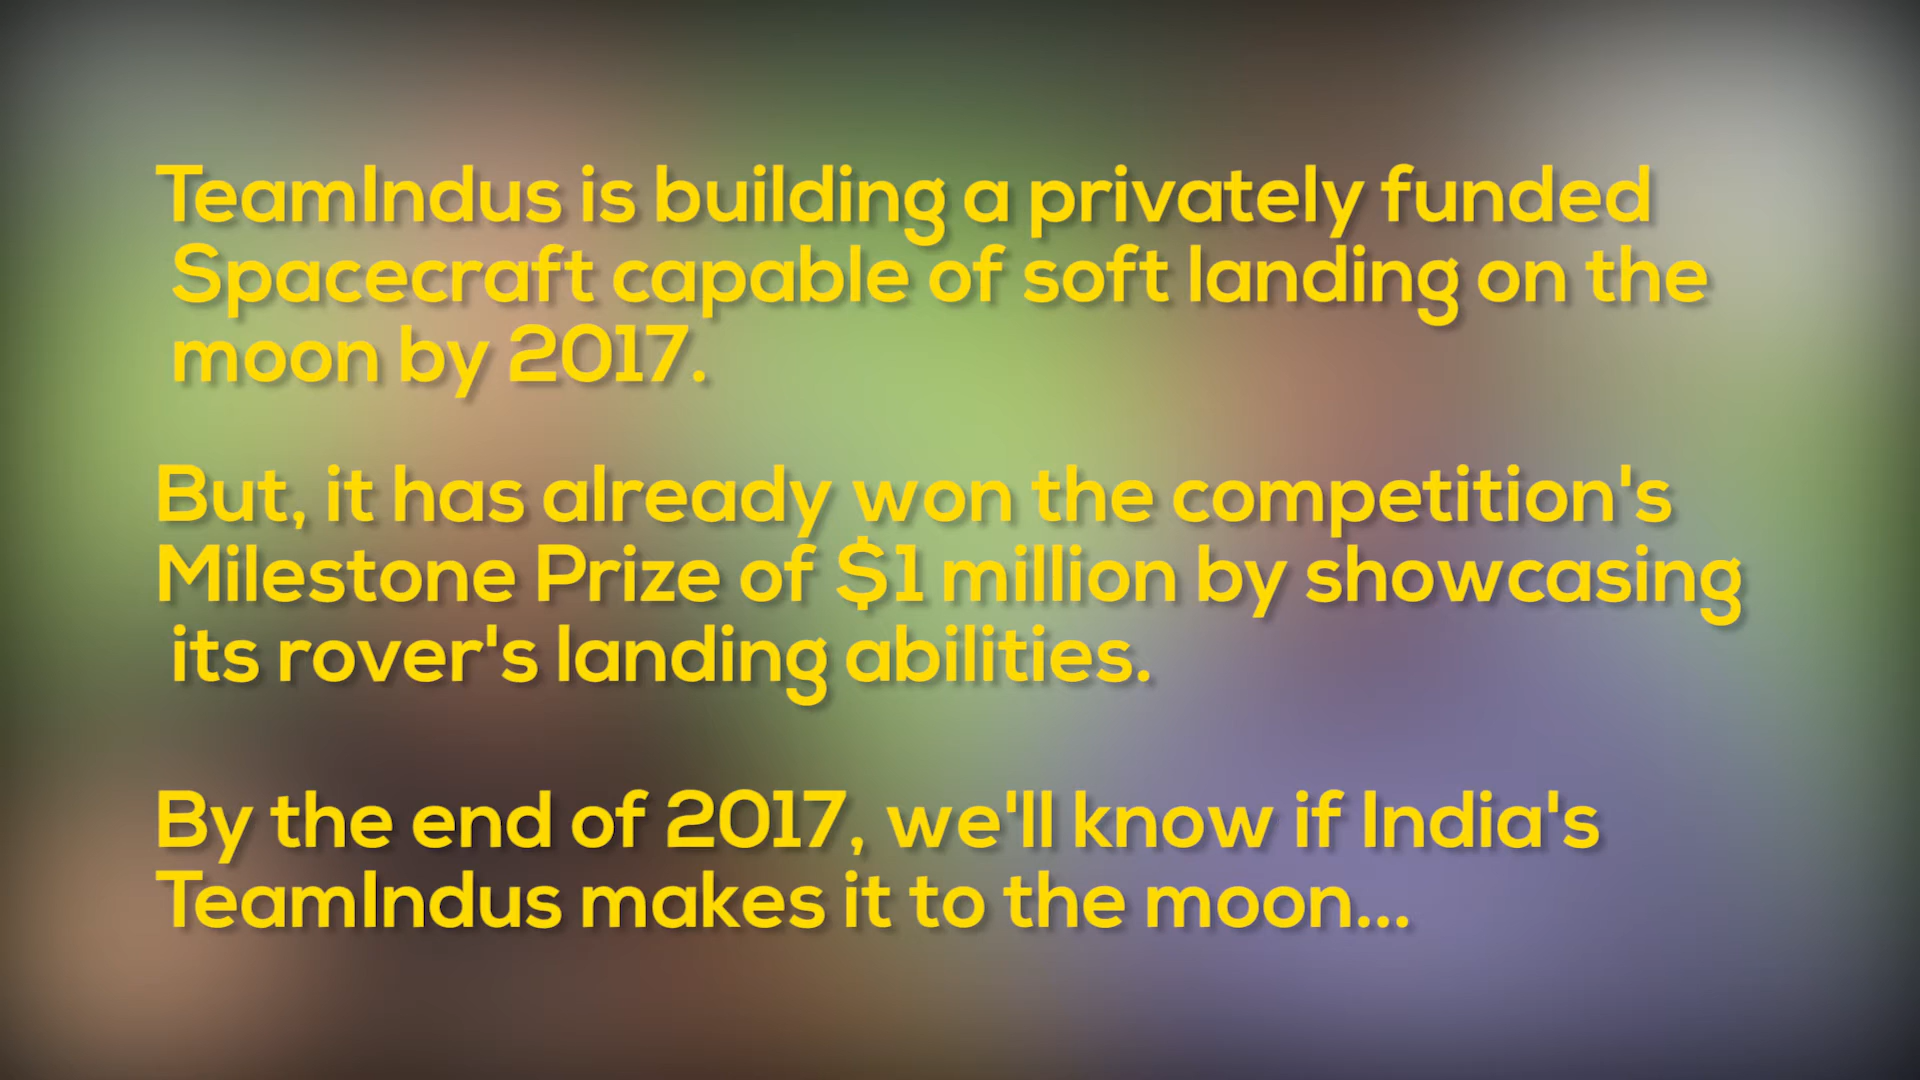 TeamIndus is building a privately funded
Spacecraft capable of soft landing on the
moon by 2017.
But, it has already won the competition's
Milestone Prize of $1 million by showcasing
its rover's landing abilities.
By the end of 2017, we'll know if India's
TeamIndus makes it to the moon...